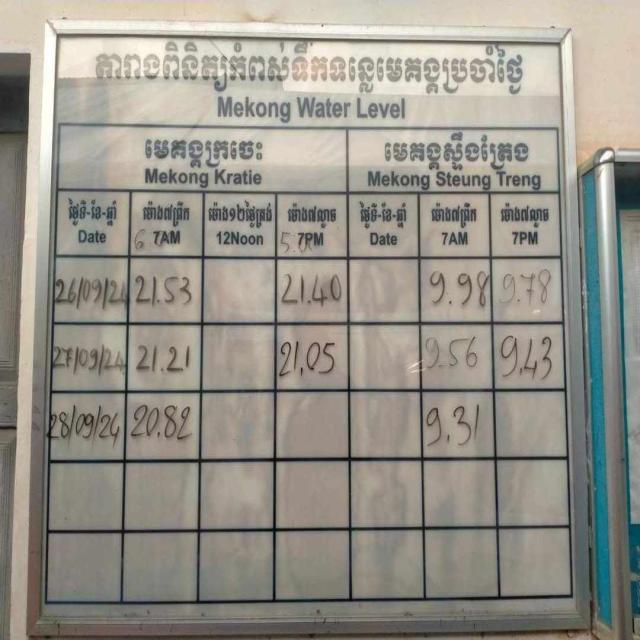 តារាងពិនិត្យកំពស់ទឹកទន្លេមេគង្គប្រចាំថ្ងៃ
Mekong Water Level
មេគង្គក្រចេះ មេគង្គស្ទឹងត្រែង
Mekong Kratie Mekong Steung Treng
ថ្ងៃទី-ខែ-ឆ្នាំ ម៉ោង៧ព្រឹក ម៉ោង១២ថ្ងៃត្រង់ ម៉ោង៧ល្ងាច ថ្ងៃទី-ខែ-ឆ្នាំ ម៉ោង៧ព្រឹក ម៉ោង៧ល្ងាច
Date 6 7AM 12Noon 7PM Date 7AM 7PM
26/09/24 21.53 21.40 9.98 9.78
27/09/24 21.21 21.05 9.56 9.43
28/09/24 20.82 9.31